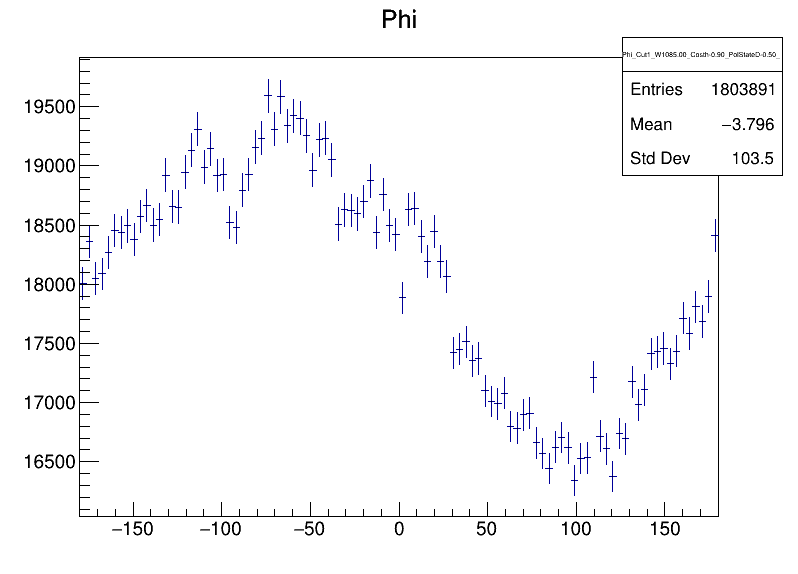 Phi
Phi_Cut1_W1085.00_Costh-0.90_PolStateD-0.50_
Entries 1803891
Mean −3.796
Std Dev 103.5
19500
19000
18500
18000
17500
17000
16500
−150 −100 −50 0 50 100 150